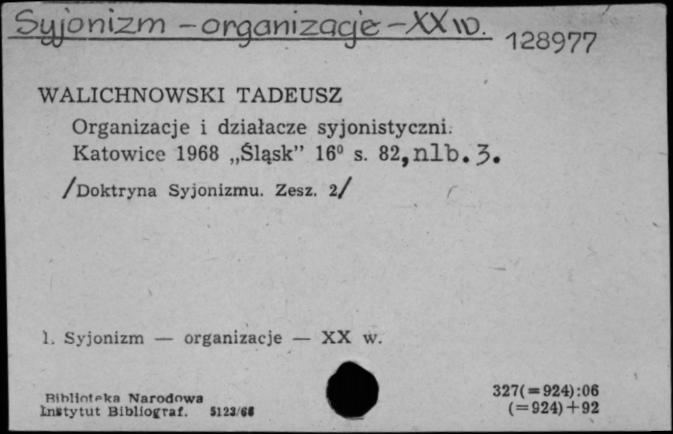 Syjonizm - organizacje - XX w.
128977
WALICHNOWSKI TADEUSZ
Organizacje i działacze syjonistyczni.
Katowice 1968 „Śląsk” 16⁰ s. 82, nlb. 3.
/Doktryna Syjonizmu. Zesz. 2/
1. Syjonizm — organizacje — XX w.
Biblioteka Narodowa
Instytut Bibliograf. 5123/68
327(=924):06
(=924)+92